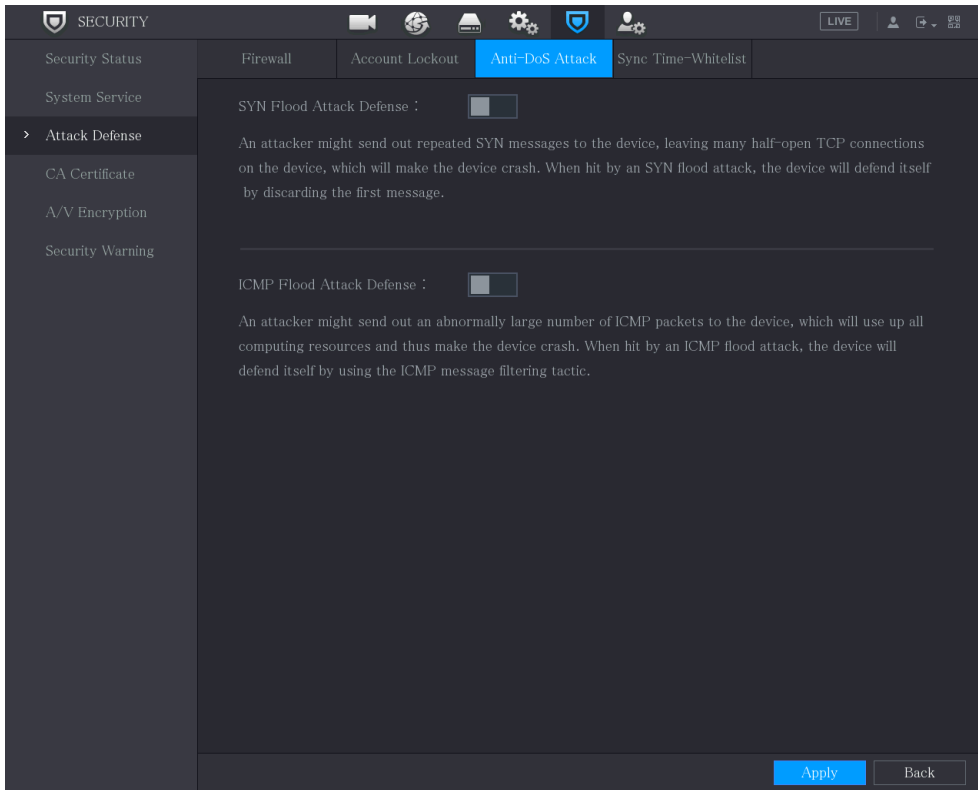 SECURITY
LIVE
Security Status
System Service
Attack Defense
CA Certificate
A/V Encryption
Security Warning
Firewall
Account Lockout
Anti-DoS Attack
Sync Time-Whitelist
SYN Flood Attack Defense :
An attacker might send out repeated SYN messages to the device, leaving many half-open TCP connections
on the device, which will make the device crash. When hit by an SYN flood attack, the device will defend itself
by discarding the first message.
ICMP Flood Attack Defense :
An attacker might send out an abnormally large number of ICMP packets to the device, which will use up all
computing resources and thus make the device crash. When hit by an ICMP flood attack, the device will
defend itself by using the ICMP message filtering tactic.
Apply
Back